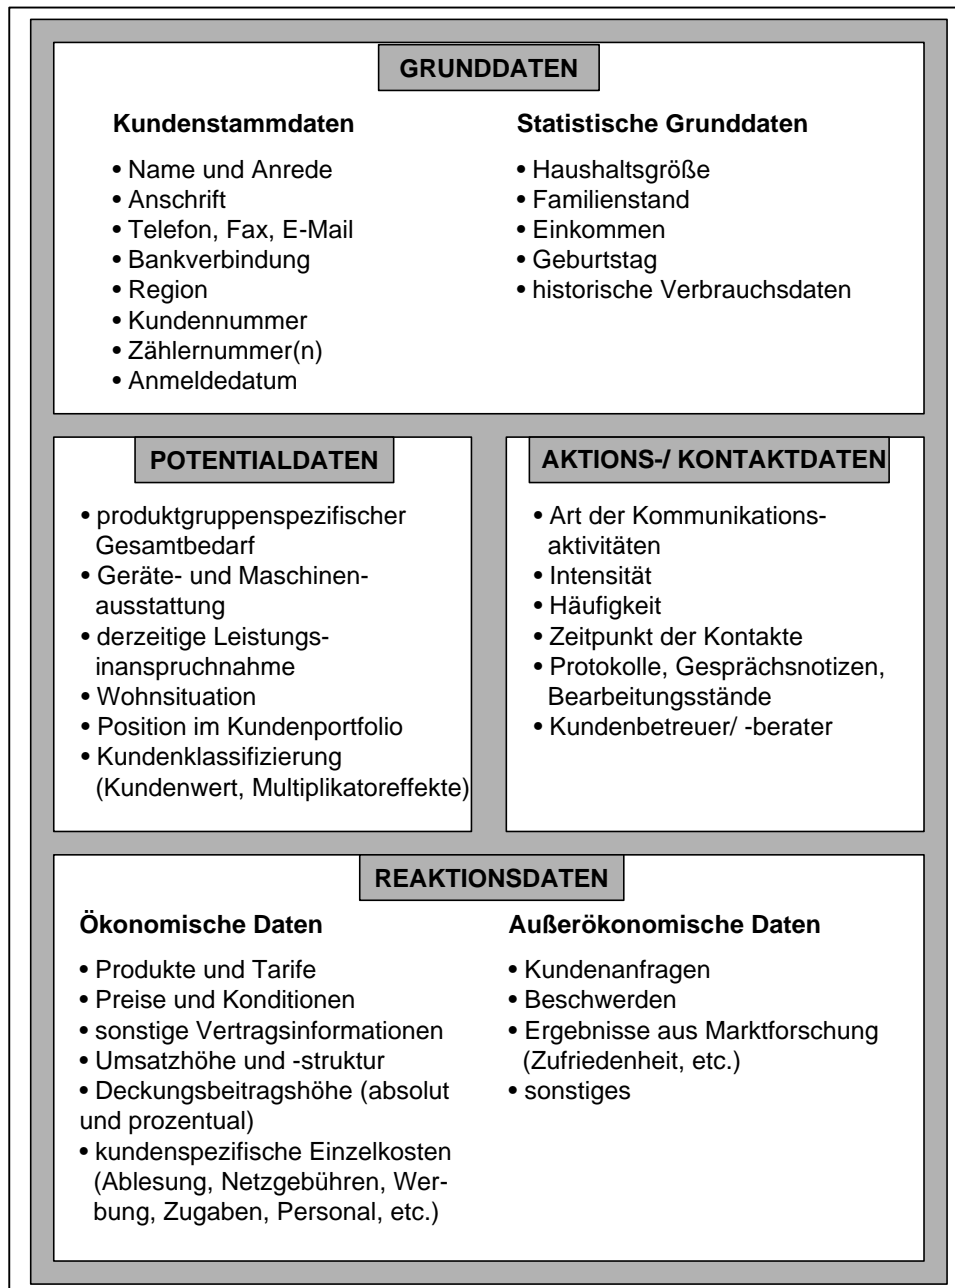 GRUNDDATEN
Kundenstammdaten
• Name und Anrede
• Anschrift
• Telefon, Fax, E-Mail
• Bankverbindung
• Region
• Kundennummer
• Zählernummer(n)
• Anmeldedatum
Statistische Grunddaten
• Haushaltsgröße
• Familienstand
• Einkommen
• Geburtstag
• historische Verbrauchsdaten
POTENTIALDATEN
• produktgruppenspezifischer
Gesamtbedarf
• Geräte- und Maschinen-
ausstattung
• derzeitige Leistungs-
inanspruchnahme
• Wohnsituation
• Position im Kundenportfolio
• Kundenklassifizierung
(Kundenwert, Multiplikatoreffekte)
AKTIONS-/ KONTAKTDATEN
• Art der Kommunikations-
aktivitäten
• Intensität
• Häufigkeit
• Zeitpunkt der Kontakte
• Protokolle, Gesprächsnotizen,
Bearbeitungsstände
• Kundenbetreuer/ -berater
REAKTIONSDATEN
Ökonomische Daten
• Produkte und Tarife
• Preise und Konditionen
• sonstige Vertragsinformationen
• Umsatzhöhe und -struktur
• Deckungsbeitragshöhe (absolut
und prozentual)
• kundenspezifische Einzelkosten
(Ablesung, Netzgebühren, Wer-
bung, Zugaben, Personal, etc.)
Außerökonomische Daten
• Kundenanfragen
• Beschwerden
• Ergebnisse aus Marktforschung
(Zufriedenheit, etc.)
• sonstiges